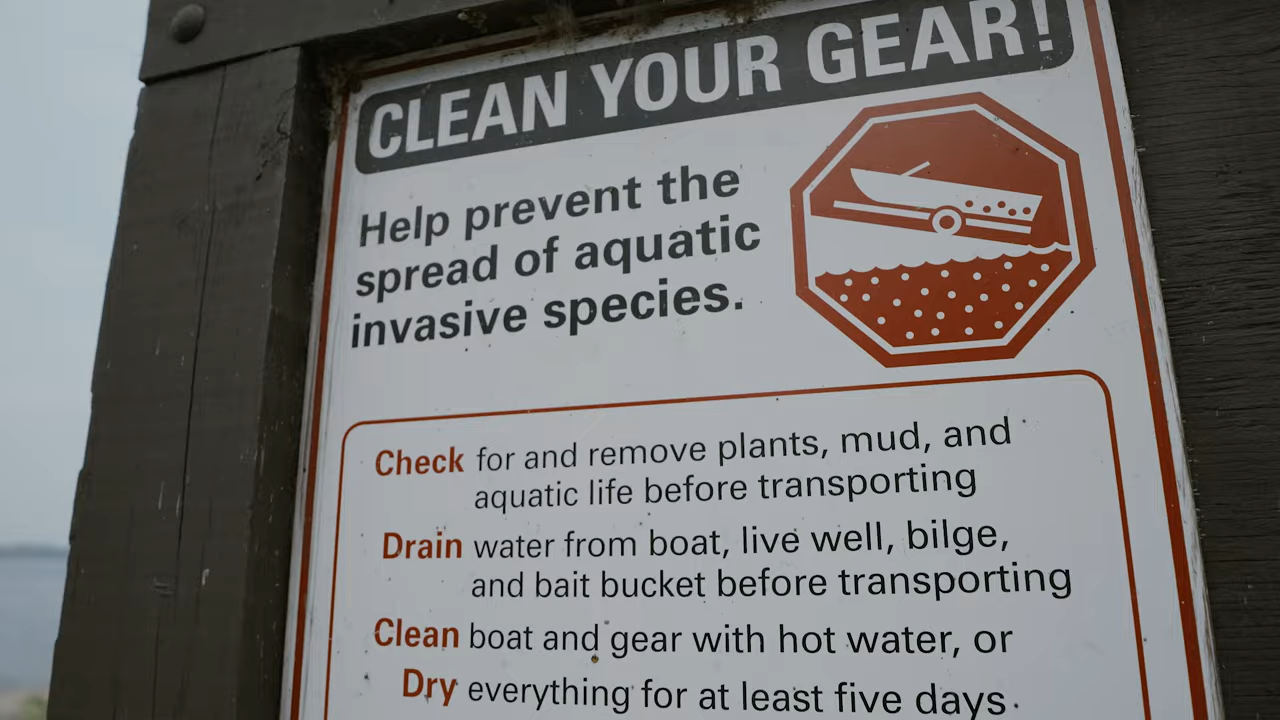 CLEAN YOUR GEAR!
Help prevent the
spread of aquatic
invasive species.
Check for and remove plants, mud, and
aquatic life before transporting
Drain water from boat, live well, bilge,
and bait bucket before transporting
Clean boat and gear with hot water, or
Dry everything for at least five days.